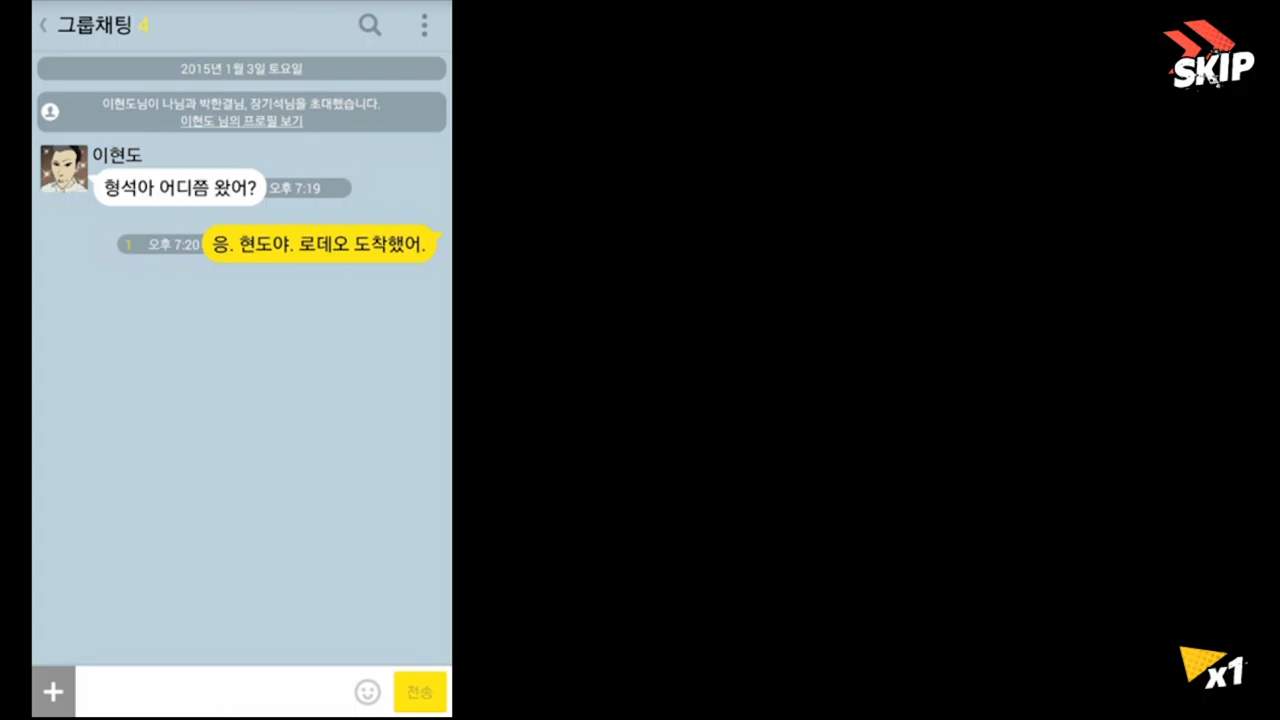 그룹채팅 4
2015년 1월 3일 토요일
이현도님이 나님과 박한결님, 장기석님을 초대했습니다.
이현도 님의 프로필 보기
이현도
형석아 어디쯤 왔어? 오후 7:19
1 오후 7:20 응. 현도야. 로데오 도착했어.
전송
SKIP
x1